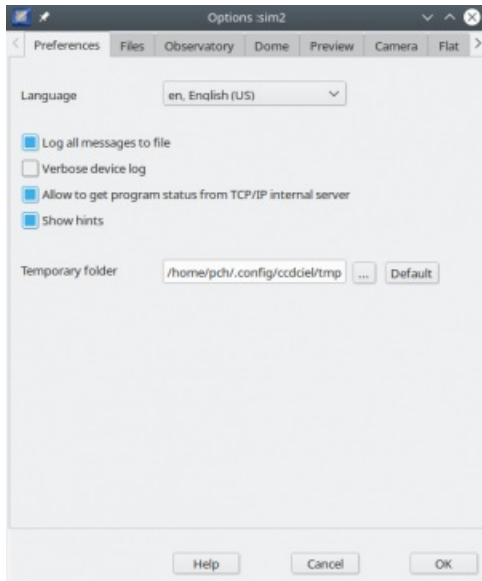 Options :sim2
Preferences Files Observatory Dome Preview Camera Flat
Language en, English (US)
Log all messages to file
Verbose device log
Allow to get program status from TCP/IP internal server
Show hints
Temporary folder /home/pch/.config/ccdciel/tmp ... Default
Help Cancel OK